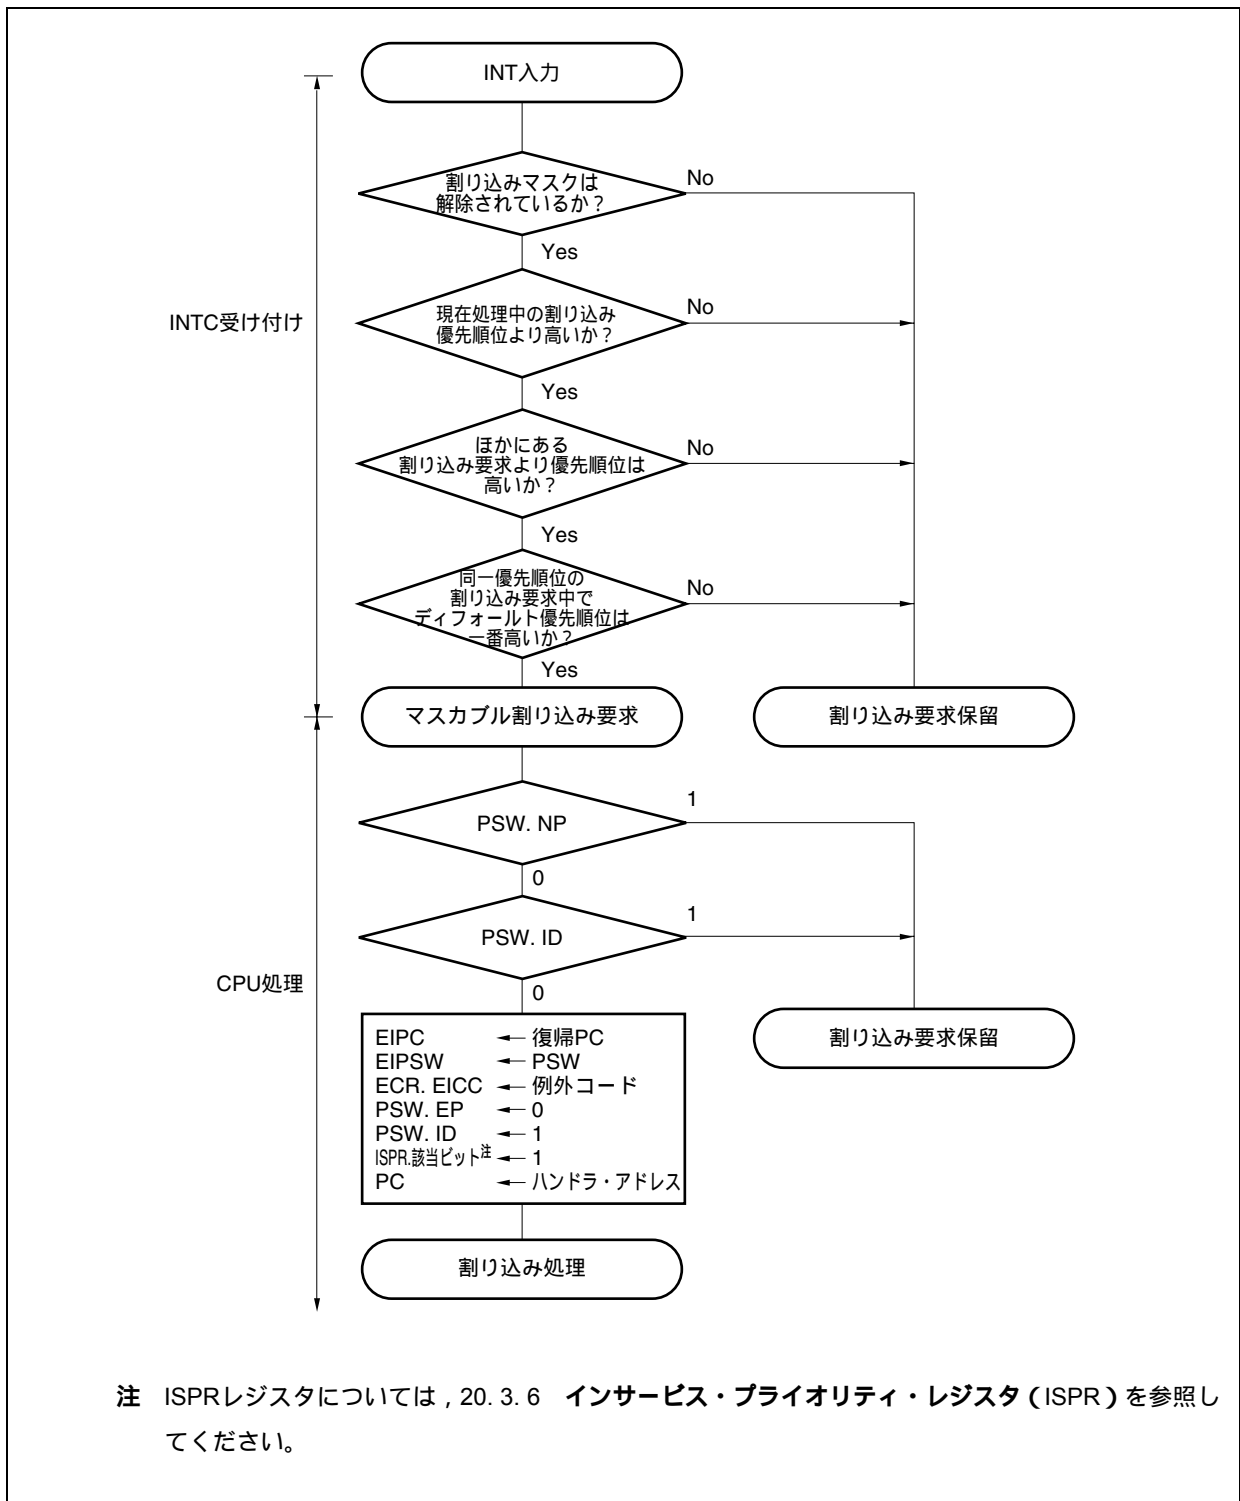 INT入力
割り込みマスクは
解除されているか？
No
Yes
現在処理中の割り込み
優先順位より高いか？
No
INTC受け付け
Yes
ほかにある
割り込み要求より優先順位は
高いか？
No
Yes
同一優先順位の
割り込み要求中で
ディフォールト優先順位は
一番高いか？
No
Yes
マスカブル割り込み要求
割り込み要求保留
PSW. NP
1
0
PSW. ID
1
CPU処理
0
割り込み要求保留
EIPC ← 復帰PC
EIPSW ← PSW
ECR. EICC ← 例外コード
PSW. EP ← 0
PSW. ID ← 1
ISPR.該当ビット注 ← 1
PC ← ハンドラ・アドレス
割り込み処理
注 ISPRレジスタについては，20. 3. 6 インサービス・プライオリティ・レジスタ（ISPR）を参照し
てください。